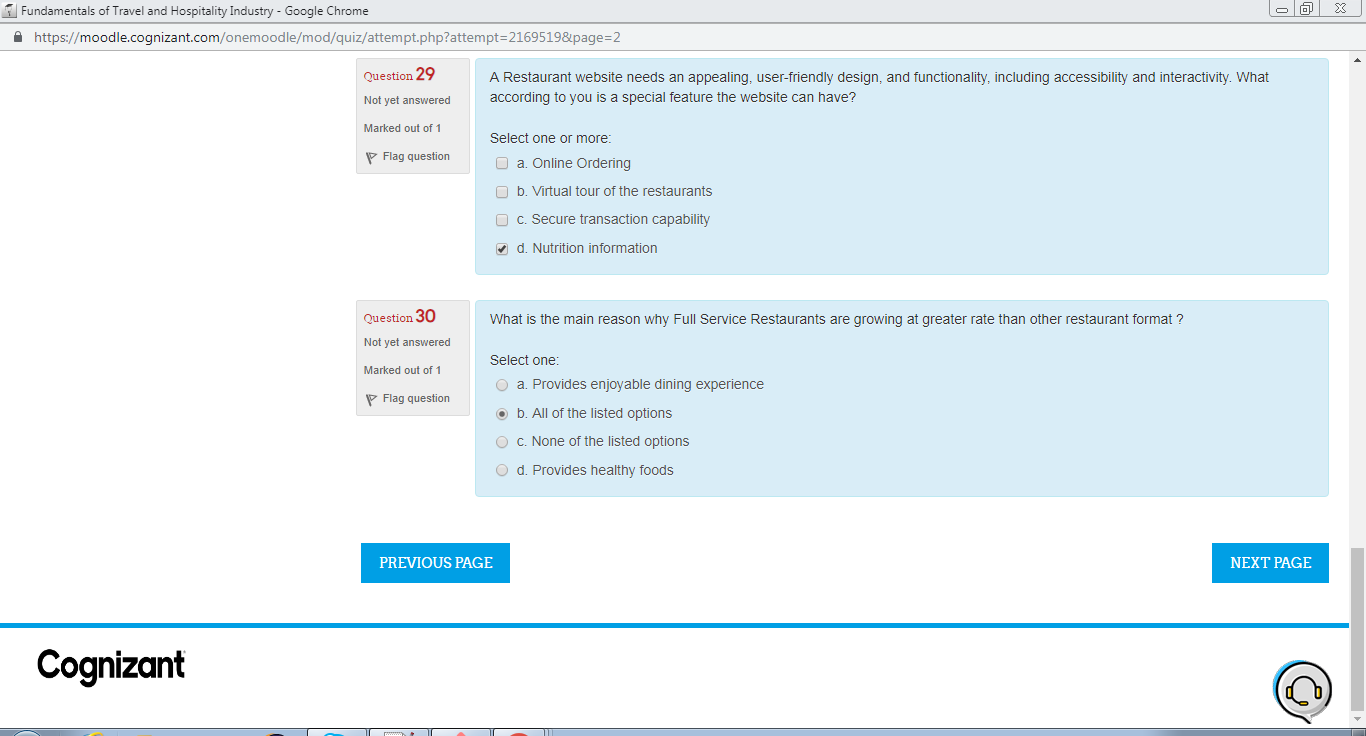 Fundamentals of Travel and Hospitality Industry - Google Chrome
https://moodle.cognizant.com/onemoodle/mod/quiz/attempt.php?attempt=2169519&page=2
Question 29
Not yet answered
Marked out of 1
Flag question
A Restaurant website needs an appealing, user-friendly design, and functionality, including accessibility and interactivity. What
according to you is a special feature the website can have?
Select one or more:
a. Online Ordering
b. Virtual tour of the restaurants
c. Secure transaction capability
d. Nutrition information
Question 30
Not yet answered
Marked out of 1
Flag question
What is the main reason why Full Service Restaurants are growing at greater rate than other restaurant format ?
Select one:
a. Provides enjoyable dining experience
b. All of the listed options
c. None of the listed options
d. Provides healthy foods
PREVIOUS PAGE
NEXT PAGE
Cognizant